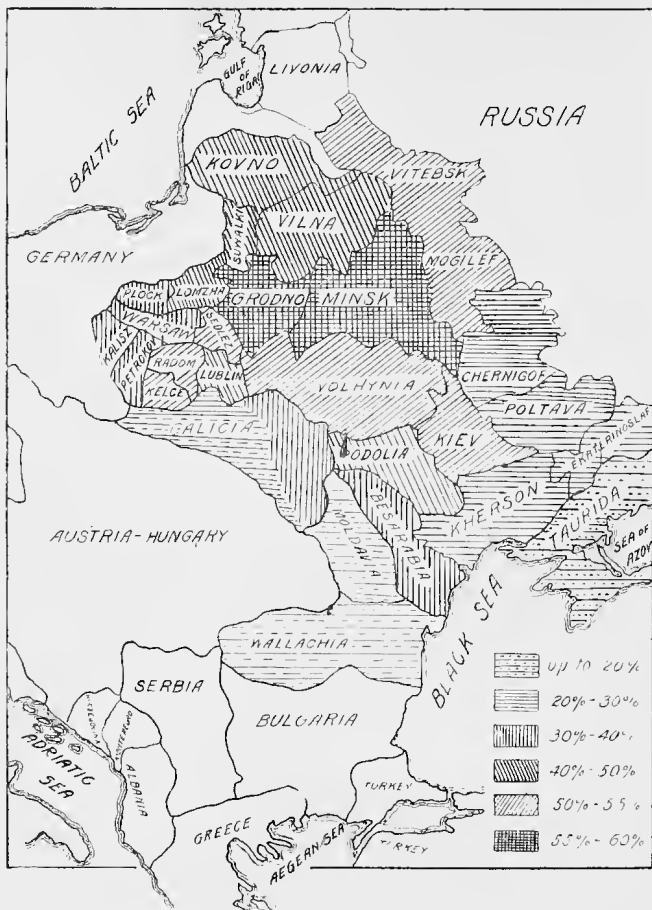 GULF OF RIGA
LIVONIA
RUSSIA
BALTIC SEA
KOVNO
VITEBSK
SUWALKI
VILNA
GERMANY
MOGILEF
PLOCK
LOMZHA
GRODNO
MINSK
WARSAW
SEDLEZ
KALISH
PETROKOV
RADOM
LUBLIN
KELCE
CHERNIGOF
VOLHYNIA
POLTAVA
GALICIA
KIEV
EKATERINOSLAF
PODOLIA
KHERSON
TAURIDA
SEA OF AZOV
AUSTRIA-HUNGARY
MOLDAVIA
BESARABIA
BLACK SEA
WALLACHIA
up to 20%
SERBIA
20%-30%
BULGARIA
30%-40%
ADRIATIC SEA
ALBANIA
40%-50%
TURKEY
50%-55%
GREECE
AEGEAN SEA
TURKEY
55%-60%